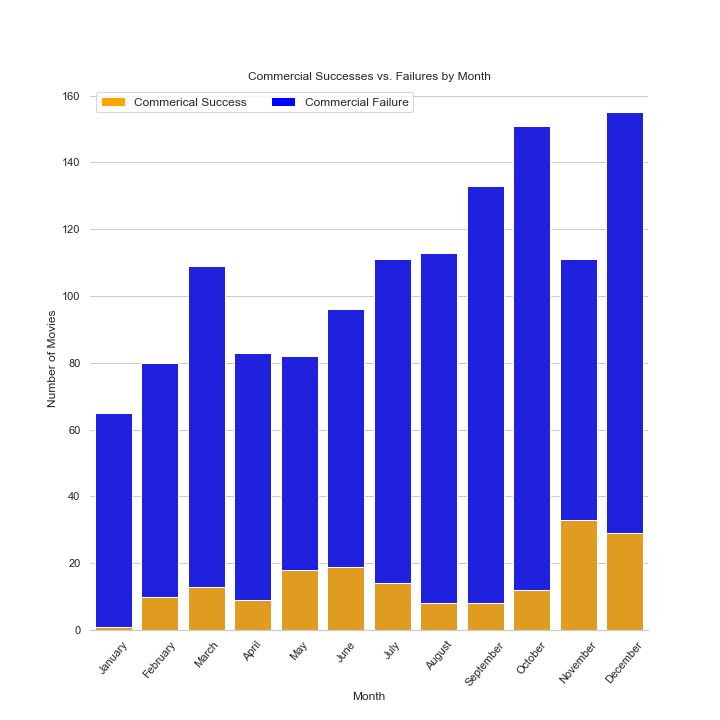 Commercial Successes vs. Failures by Month
Commerical Success Commercial Failure
160
140
120
100
80
60
40
20
0
Number of Movies
January February March April May June July August September October November December
Month